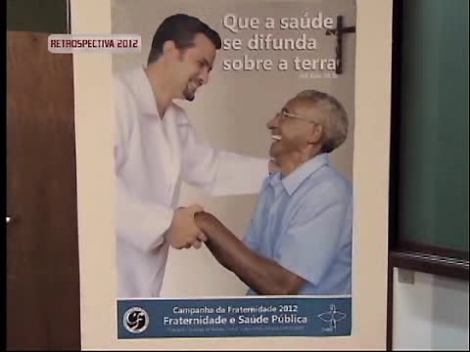 RETROSPECTIVA 2012
Que a saúde
se difunda
sobre a terra
Campanha da Fraternidade 2012
Fraternidade e Saúde Pública